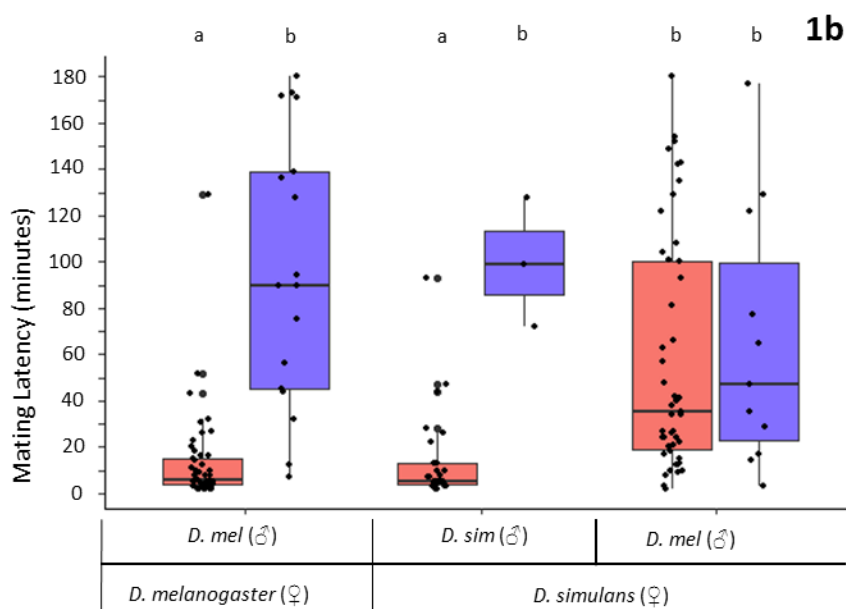 a b a b b b 1b
Mating Latency (minutes)
180
160
140
120
100
80
60
40
20
0
D. mel (♂) D. sim (♂) D. mel (♂)
D. melanogaster (♀) D. simulans (♀)